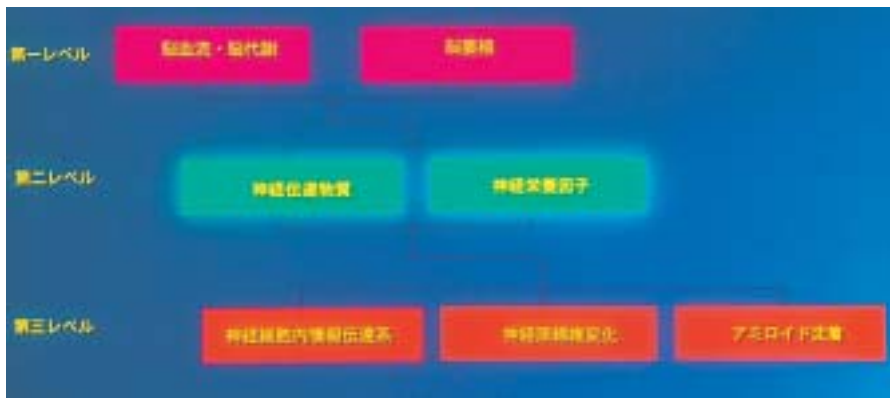 第一レベル
脳血流・脳代謝
脳萎縮
第二レベル
神経伝達物質
神経栄養因子
第三レベル
神経細胞内情報伝達系
神経原線維変化
アミロイド沈着